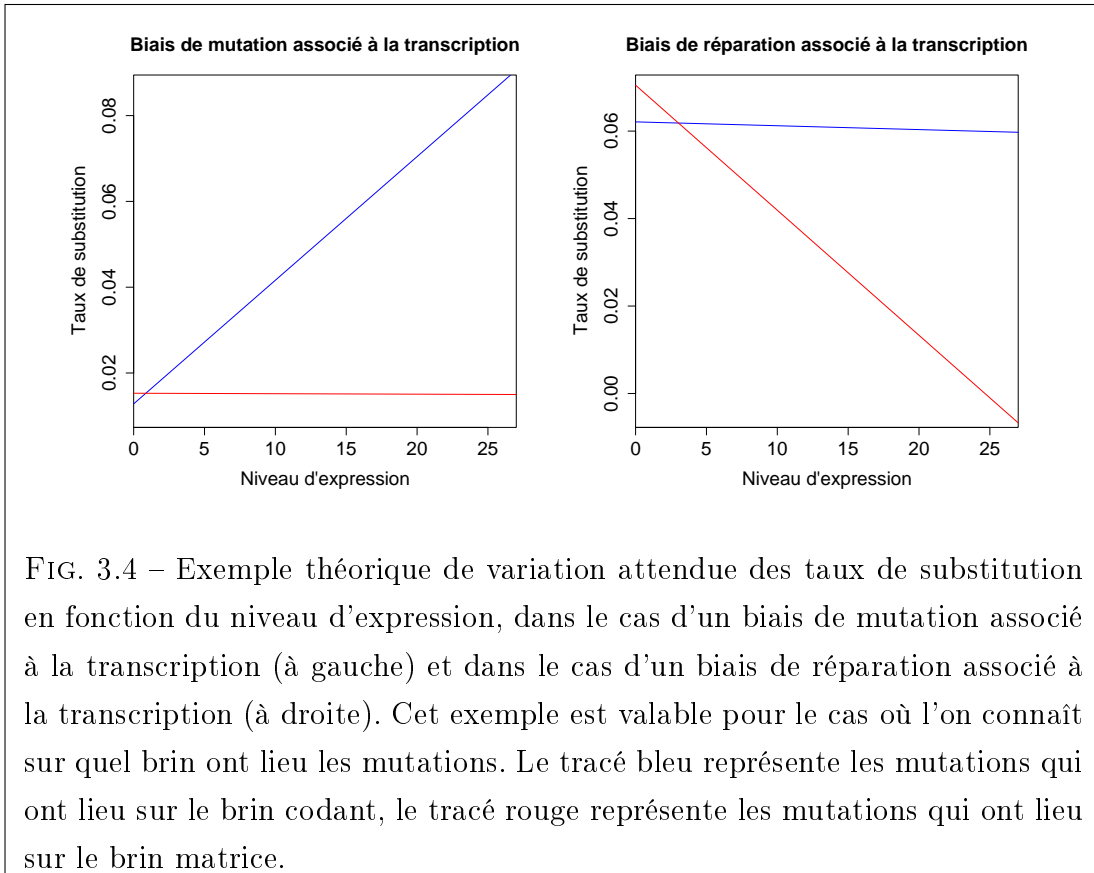 Biais de mutation associé à la transcription
Taux de substitution
0.02 0.04 0.06 0.08
0 5 10 15 20 25
Niveau d'expression
Biais de réparation associé à la transcription
Taux de substitution
0.00 0.02 0.04 0.06
0 5 10 15 20 25
Niveau d'expression
FIG. 3.4 – Exemple théorique de variation attendue des taux de substitution
en fonction du niveau d'expression, dans le cas d'un biais de mutation associé
à la transcription (à gauche) et dans le cas d'un biais de réparation associé à
la transcription (à droite). Cet exemple est valable pour le cas où l'on connaît
sur quel brin ont lieu les mutations. Le tracé bleu représente les mutations qui
ont lieu sur le brin codant, le tracé rouge représente les mutations qui ont lieu
sur le brin matrice.